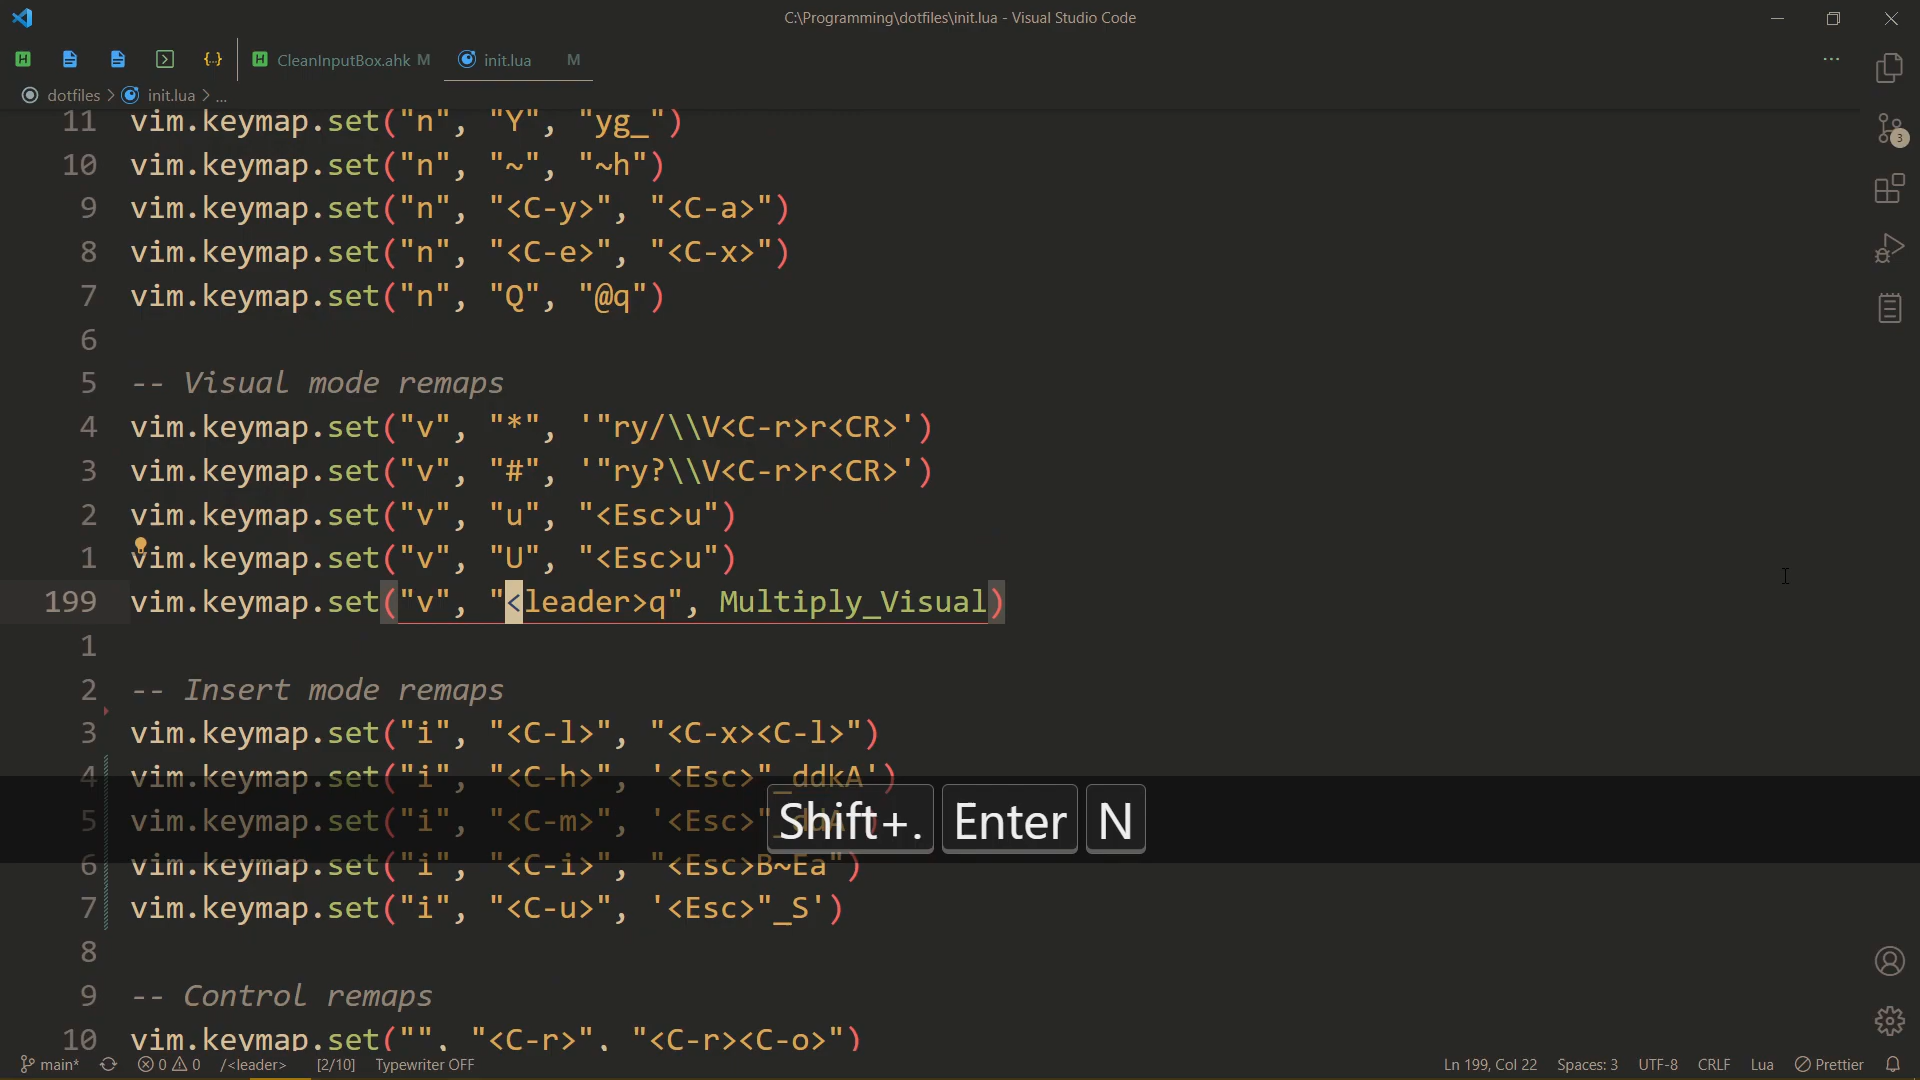 C:\Programming\dotfiles\init.lua - Visual Studio Code
CleanInputBox.ahk M init.lua M ...
dotfiles > init.lua > ...
11 vim.keymap.set("n", "Y", "yg_")
10 vim.keymap.set("n", "~", "~h")
9 vim.keymap.set("n", "<C-y>", "<C-a>")
8 vim.keymap.set("n", "<C-e>", "<C-x>")
7 vim.keymap.set("n", "Q", "@q")
6
5 -- Visual mode remaps
4 vim.keymap.set("v", "*", '"ry/\\V<C-r>r<CR>')
3 vim.keymap.set("v", "#", '"ry?\\V<C-r>r<CR>')
2 vim.keymap.set("v", "u", "<Esc>u")
1 vim.keymap.set("v", "U", "<Esc>u")
199 vim.keymap.set("v", "<leader>q", Multiply_Visual)
1
2 -- Insert mode remaps
3 vim.keymap.set("i", "<C-l>", "<C-x><C-l>")
4 vim.keymap.set("i", "<C-h>", '<Esc>"_ddkA')
5 vim.keymap.set("i", "<C-m>", '<Esc>"_ddA')
Shift+. Enter N
6 vim.keymap.set("i", "<C-i>", "<Esc>B~Ea")
7 vim.keymap.set("i", "<C-u>", '<Esc>"_S')
8
9 -- Control remaps
10 vim.keymap.set("", "<C-r>", "<C-r><C-o>")
main* 0 0 /<leader> [2/10] Typewriter OFF Ln 199, Col 22 Spaces: 3 UTF-8 CRLF Lua Prettier
3